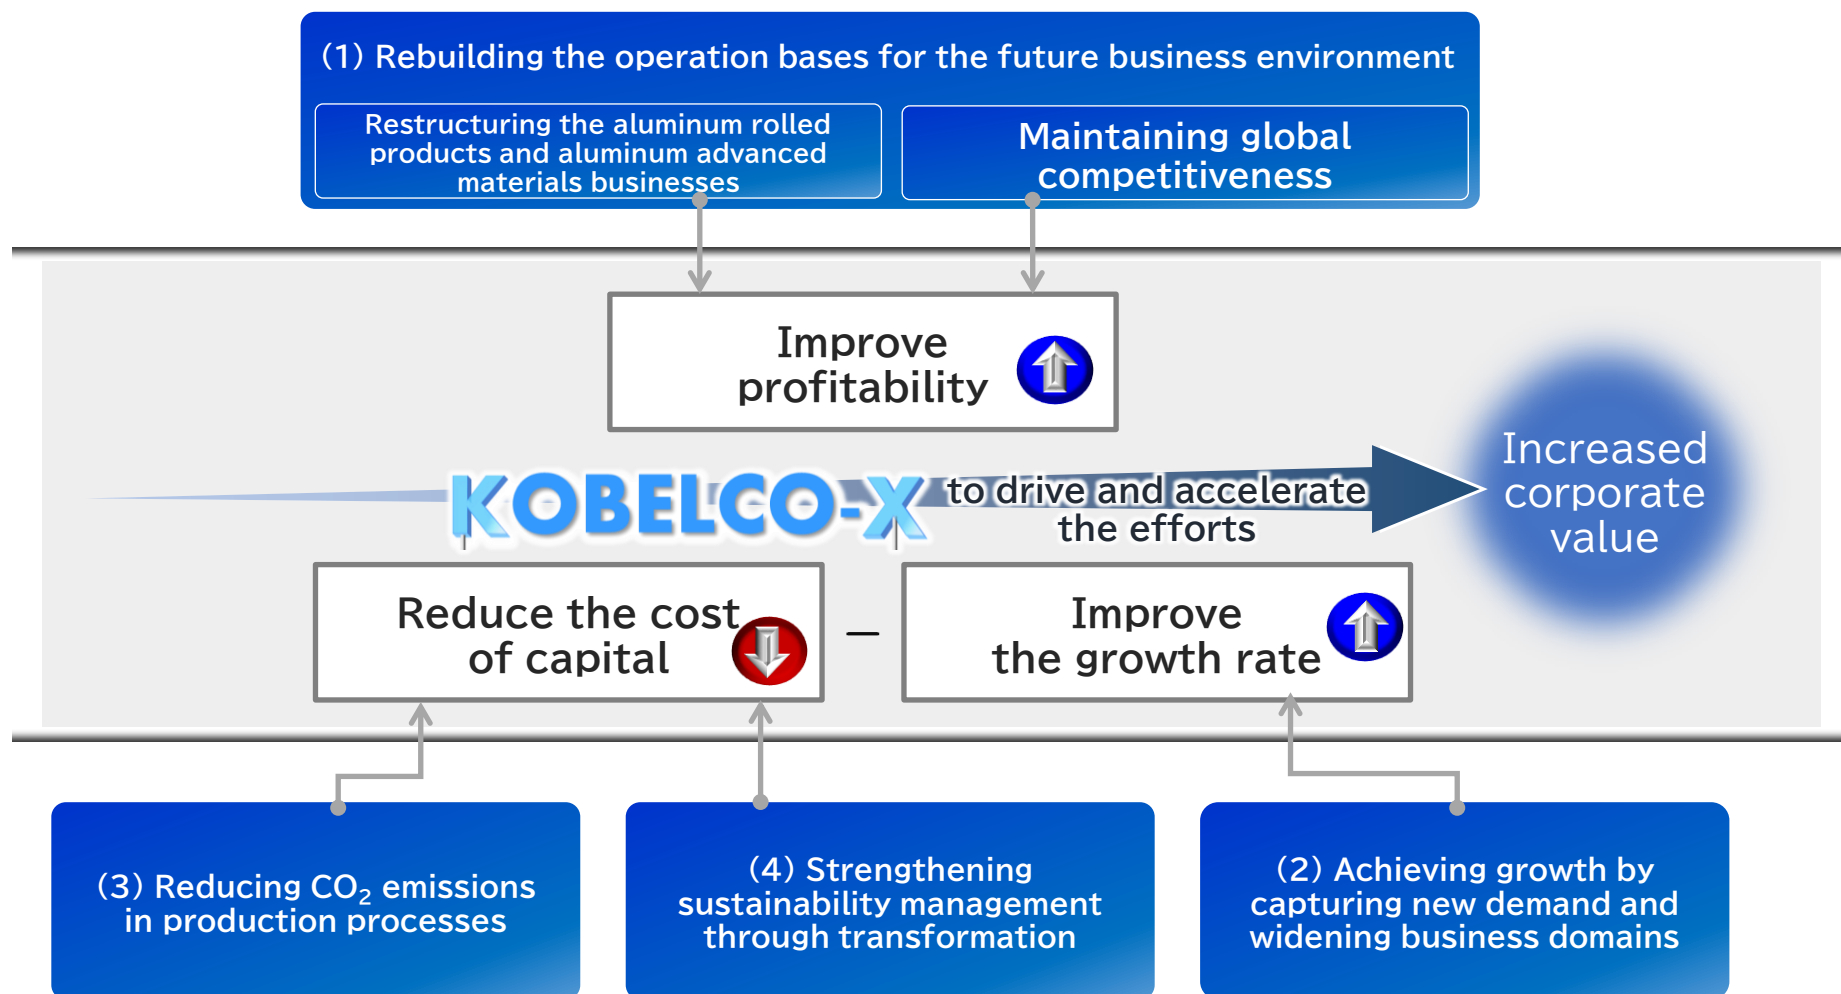 (1) Rebuilding the operation bases for the future business environment
Restructuring the aluminum rolled
products and aluminum advanced
materials businesses
Maintaining global
competitiveness
Improve
profitability
KOBELCO-X
to drive and accelerate
the efforts
Increased
corporate
value
Reduce the cost
of capital
—
Improve
the growth rate
(3) Reducing CO₂ emissions
in production processes
(4) Strengthening
sustainability management
through transformation
(2) Achieving growth by
capturing new demand and
widening business domains